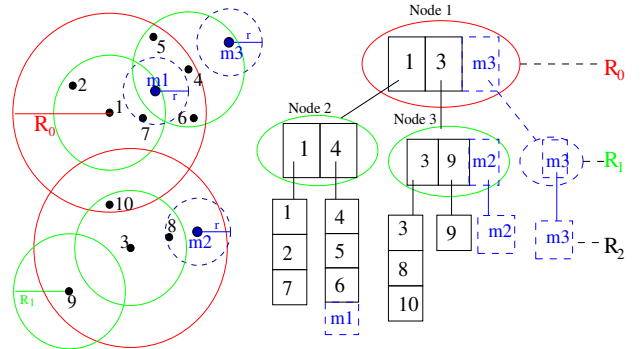 5
m3
r
4
2
m1
r
1
R0
7
6
10
8
r
3
m2
R1
9
Node 1
1 3 m3
R0
Node 2
Node 3
1 4
3 9 m2
m3
R1
1 4 3 9 m2 m3
R2
2 5 8
7 6 10
m1